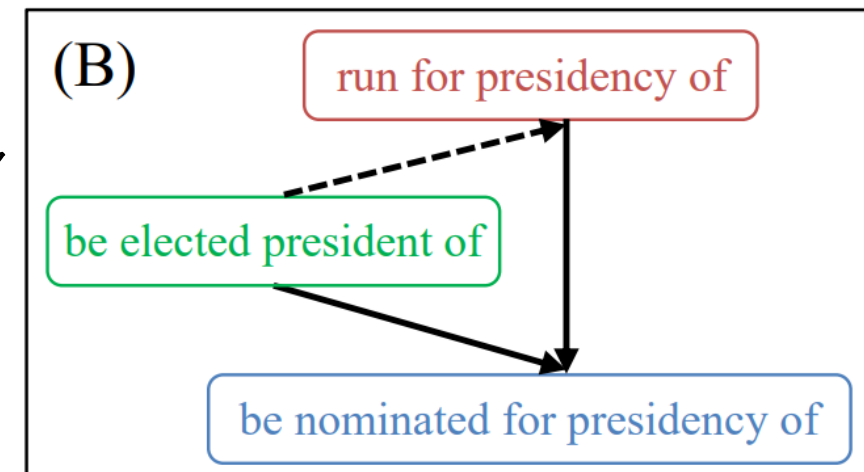 (B)
run for presidency of
be elected president of
be nominated for presidency of